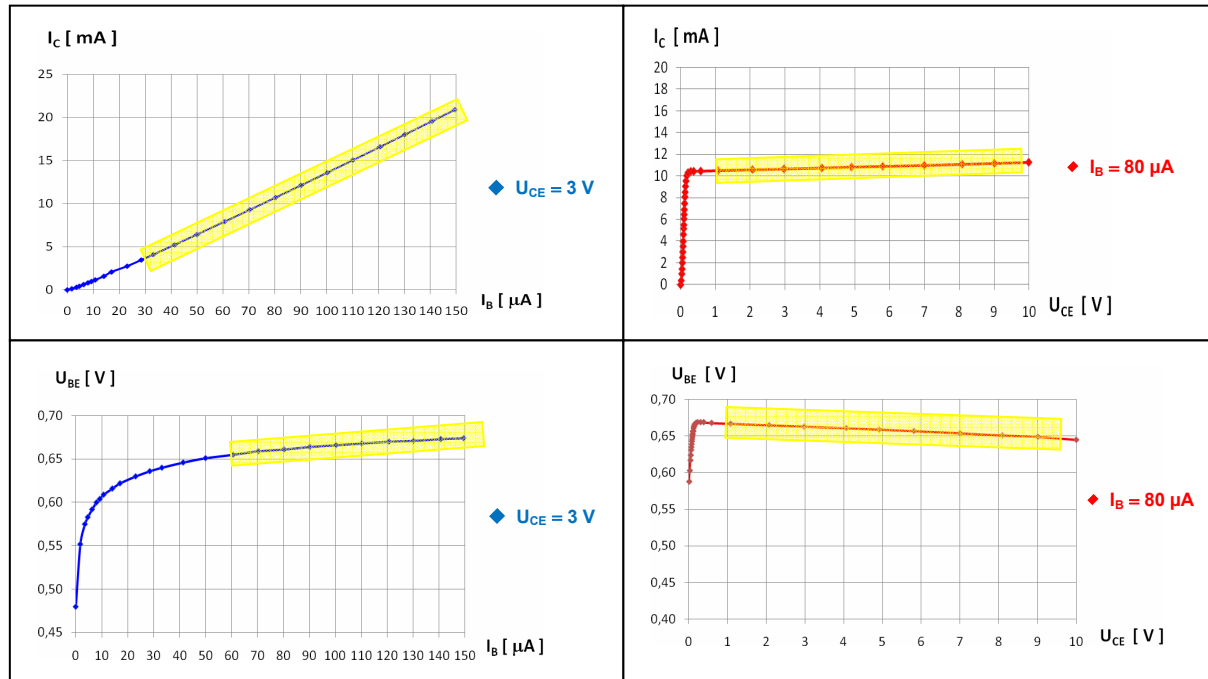 I_C [ mA]
25
20
15
10
5
0
0 10 20 30 40 50 60 70 80 90 100 110 120 130 140 150
I_B [ µA]
◆ U_CE = 3 V
I_C [ mA]
20
18
16
14
12
10
8
6
4
2
0
0 1 2 3 4 5 6 7 8 9 10
U_CE [ V]
◆ I_B = 80 µA
U_BE [ V ]
0,70
0,65
0,60
0,55
0,50
0,45
0 10 20 30 40 50 60 70 80 90 100 110 120 130 140 150
I_B [ µA]
◆ U_CE = 3 V
U_BE [ V ]
0,70
0,65
0,60
0,55
0,50
0,45
0,40
0 1 2 3 4 5 6 7 8 9 10
U_CE [ V ]
◆ I_B = 80 µA